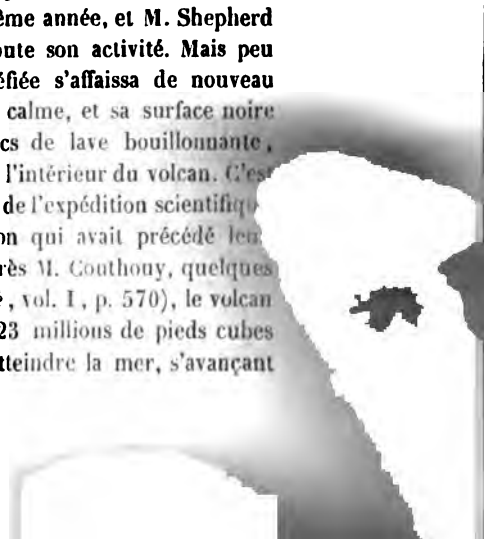 ème année, et M. Shepherd
oute son activité. Mais peu
éfiée s'affaissa de nouveau
calme, et sa surface noire
cs de lave bouillonnante,
l'intérieur du volcan. C'est
de l'expédition scientifiq
on qui avait précédé leu
rès M. Couthouy, quelques
, vol. I, p. 570), le volcan
23 millions de pieds cubes
tteindre la mer, s'avançant